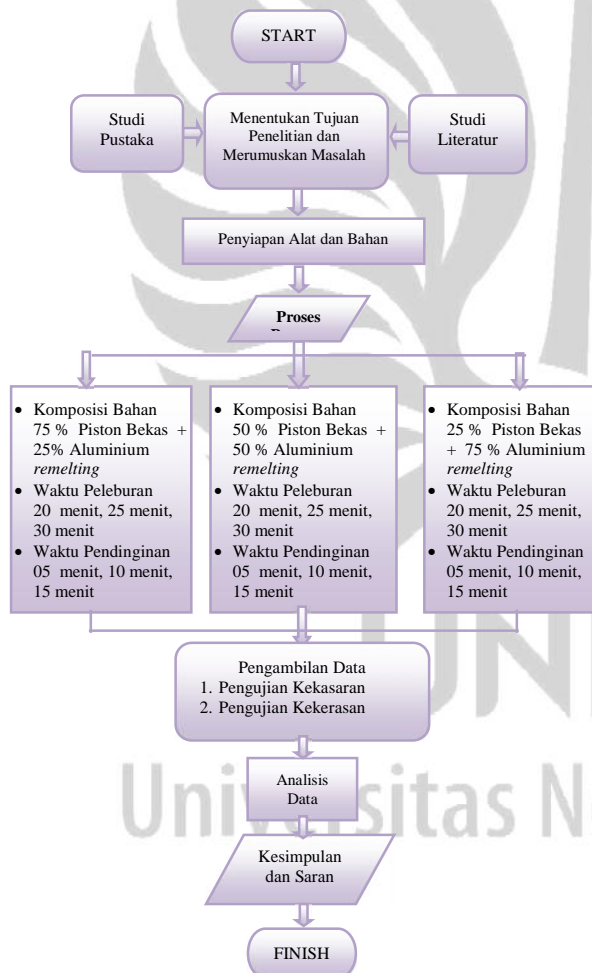 START
Studi
Pustaka
Menentukan Tujuan
Penelitian dan
Merumuskan Masalah
Studi
Literatur
Penyiapan Alat dan Bahan
Proses
• Komposisi Bahan
75 % Piston Bekas +
25% Aluminium
remelting
• Waktu Peleburan
20 menit, 25 menit,
30 menit
• Waktu Pendinginan
05 menit, 10 menit,
15 menit
• Komposisi Bahan
50 % Piston Bekas +
50 % Aluminium
remelting
• Waktu Peleburan
20 menit, 25 menit,
30 menit
• Waktu Pendinginan
05 menit, 10 menit,
15 menit
• Komposisi Bahan
25 % Piston Bekas
+ 75 % Aluminium
remelting
• Waktu Peleburan
20 menit, 25 menit,
30 menit
• Waktu Pendinginan
05 menit, 10 menit,
15 menit
Pengambilan Data
1. Pengujian Kekasaran
2. Pengujian Kekerasan
Analisis
Data
Universitas
Kesimpulan
dan Saran
FINISH